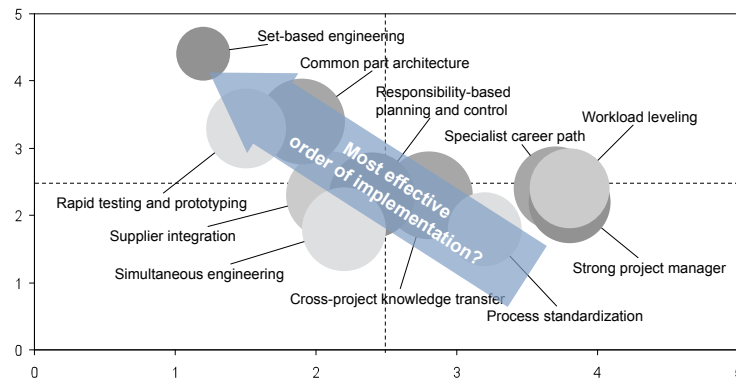 5
Set-based engineering
Common part architecture
4
Responsibility-based
planning and control
Workload leveling
Specialist career path
3
Most effective
order of implementation?
Rapid testing and prototyping
2
Supplier integration
Simultaneous engineering
Strong project manager
Cross-project knowledge transfer
Process standardization
1
0
0 1 2 3 4